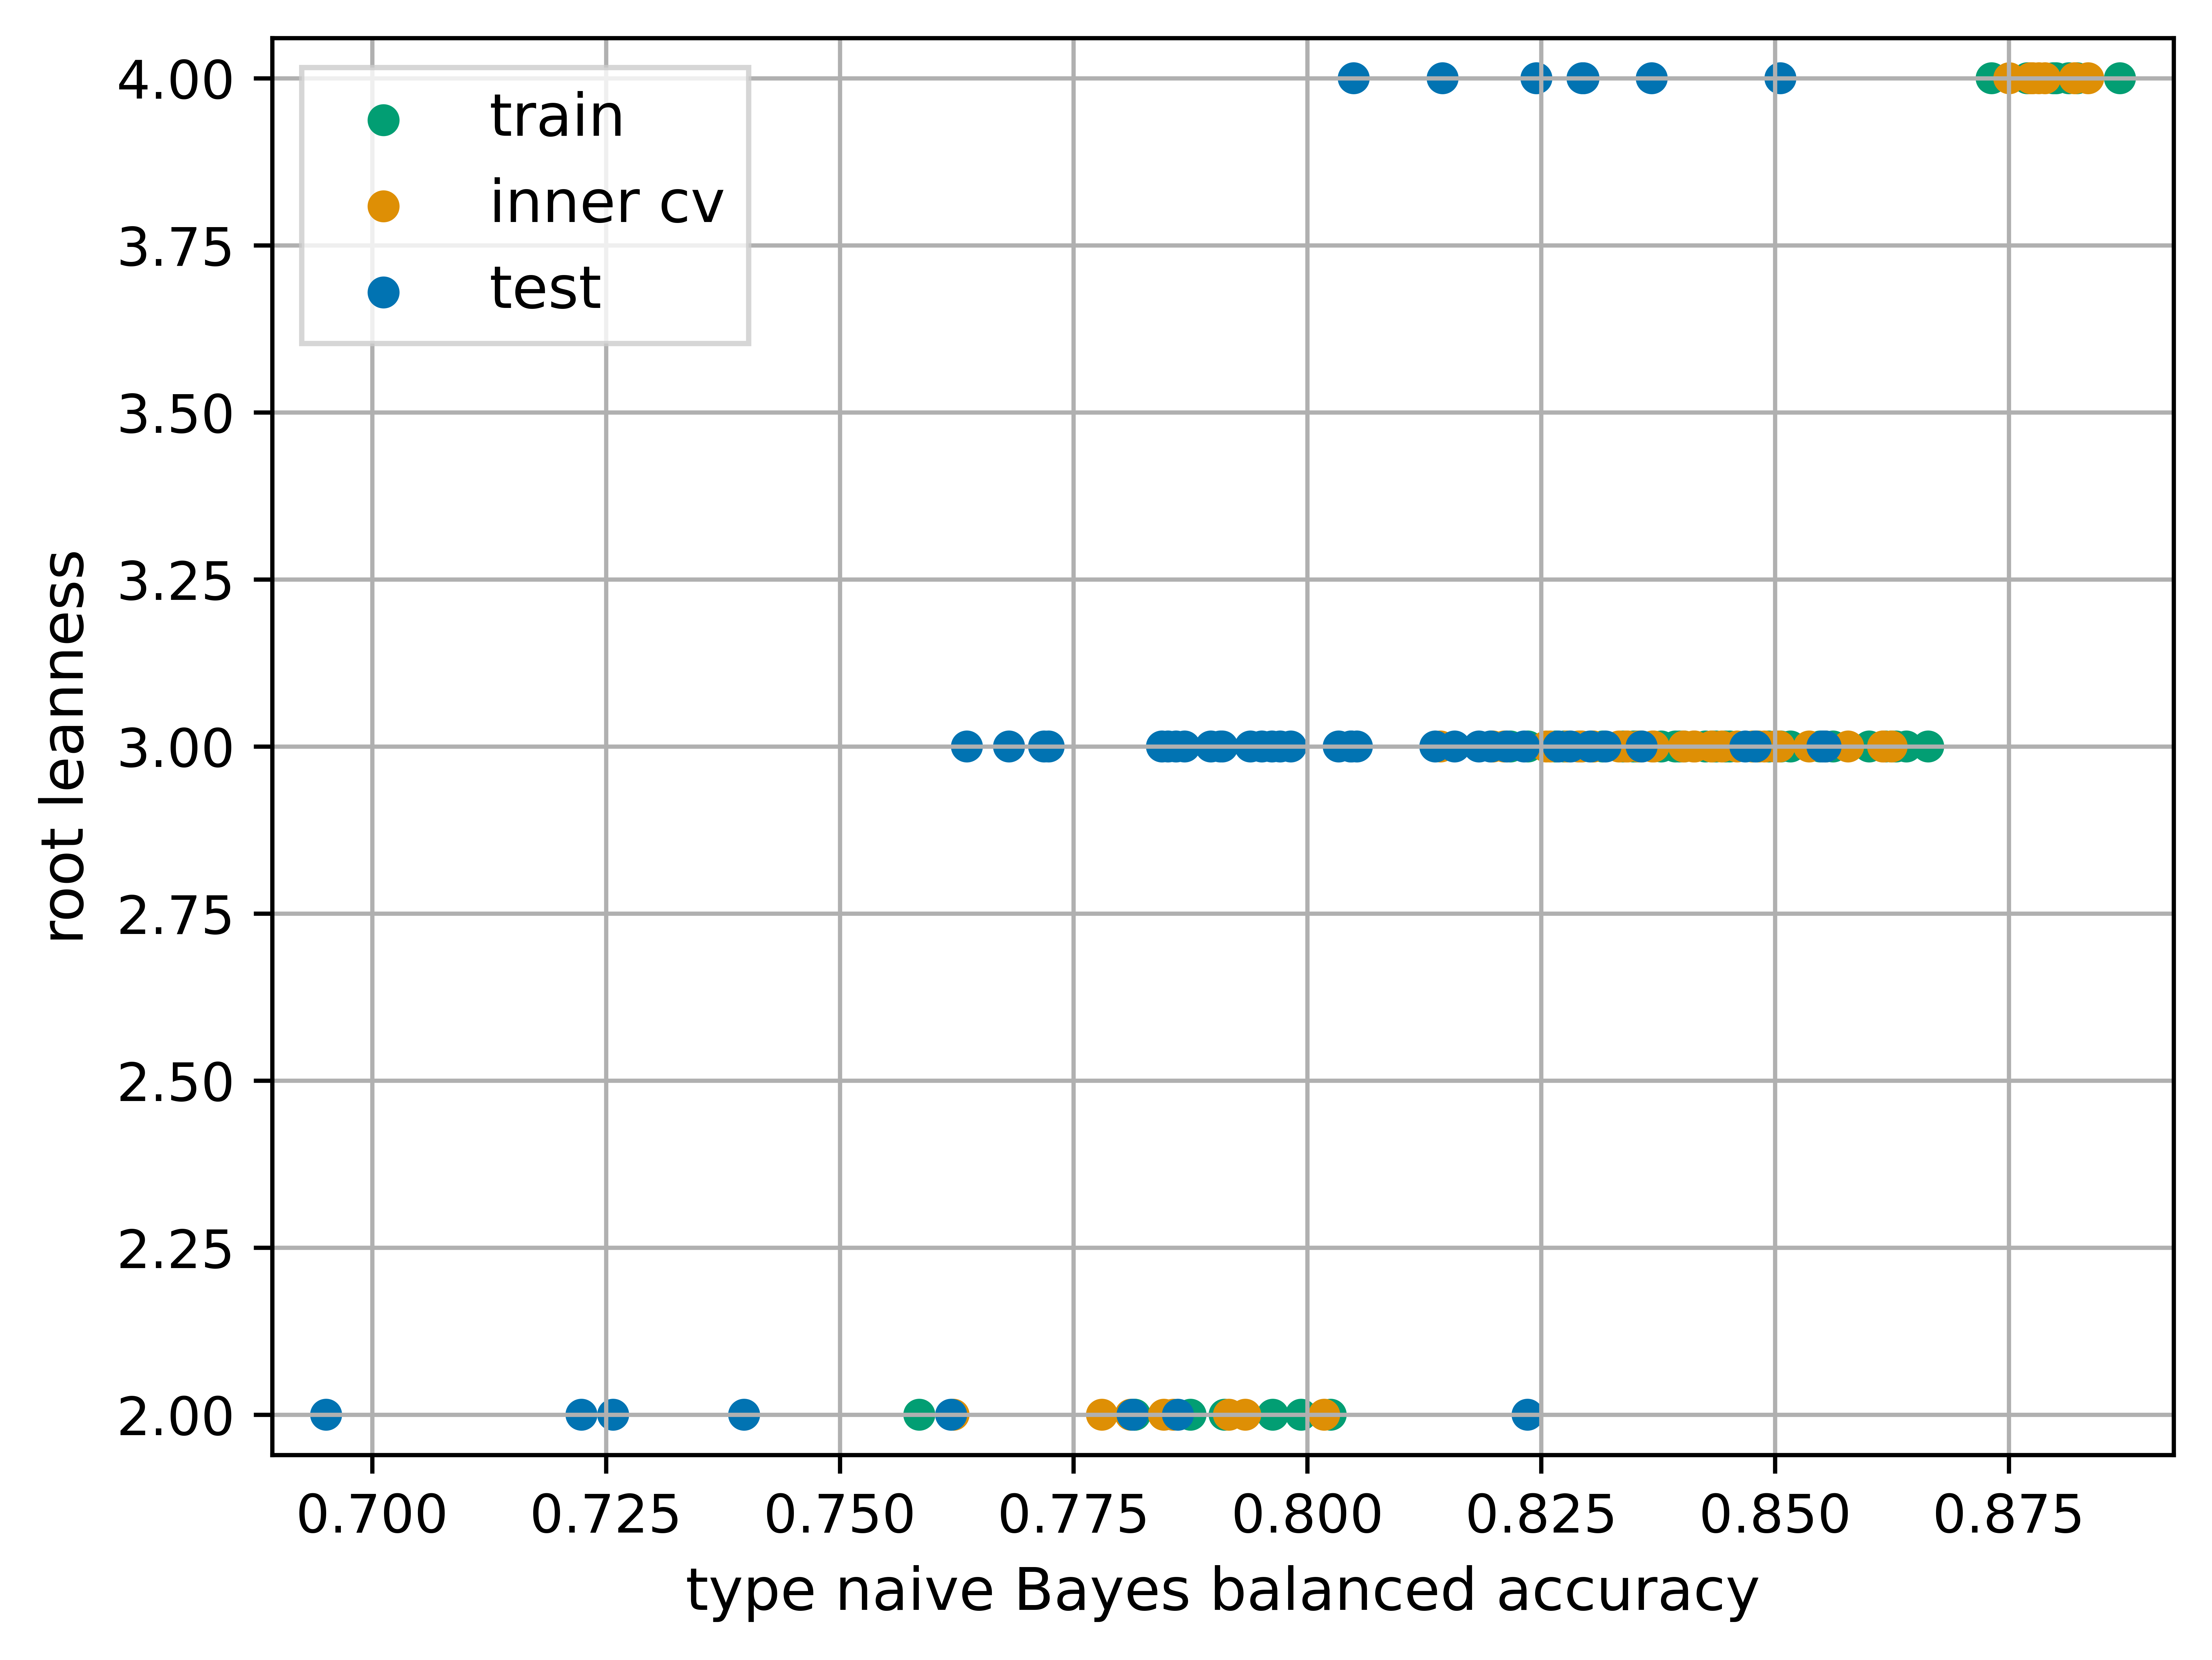 train
inner cv
test
4.00
3.75
3.50
3.25
3.00
2.75
2.50
2.25
2.00
root leanness
0.700 0.725 0.750 0.775 0.800 0.825 0.850 0.875
type naive Bayes balanced accuracy